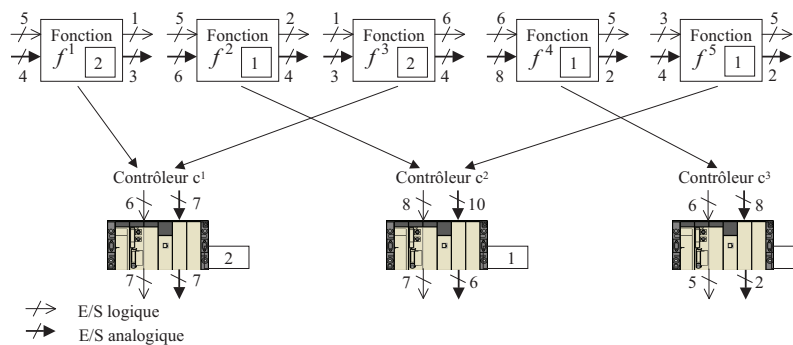 5 1 5 2 1 6 6 5 3 5
Fonction Fonction Fonction Fonction Fonction
f1 2 f2 1 f3 2 f4 1 f5 1
4 3 6 4 3 4 8 2 4 2
Contrôleur c1 Contrôleur c2 Contrôleur c3
6 7 8 10 6 8
2 1
7 7 7 6 5 2
E/S logique
E/S analogique